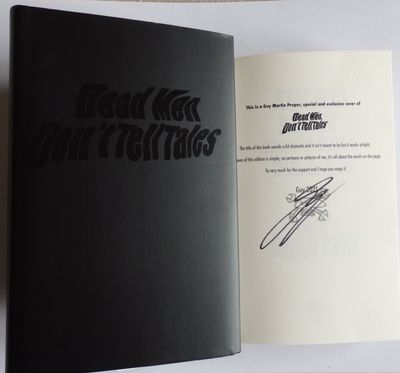 Dead Men
Don't Tell Tales
This is a Guy Martin Proper, special and exclusive cover of
Dead Men
Don't Tell Tales
The title of the book sounds a bit dramatic and it isn't meant to be but it works alright.
cover of this edition is simple, no cartoons or pictures of me, it's all about the words on the page
Ta very much for the support and I hope you enjoy it.
Guy 2021